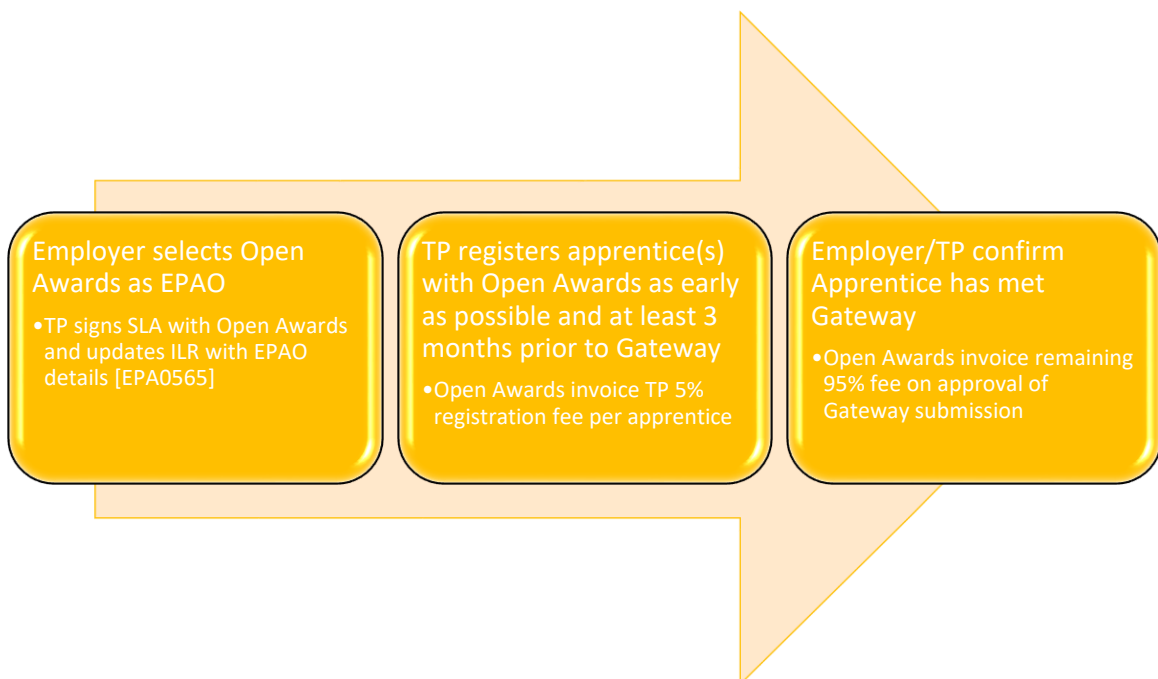 Employer selects Open
Awards as EPAO
•TP signs SLA with Open Awards
and updates ILR with EPAO
details [EPA0565]
TP registers apprentice(s)
with Open Awards as early
as possible and at least 3
months prior to Gateway
•Open Awards invoice TP 5%
registration fee per apprentice
Employer/TP confirm
Apprentice has met
Gateway
•Open Awards invoice remaining
95% fee on approval of
Gateway submission